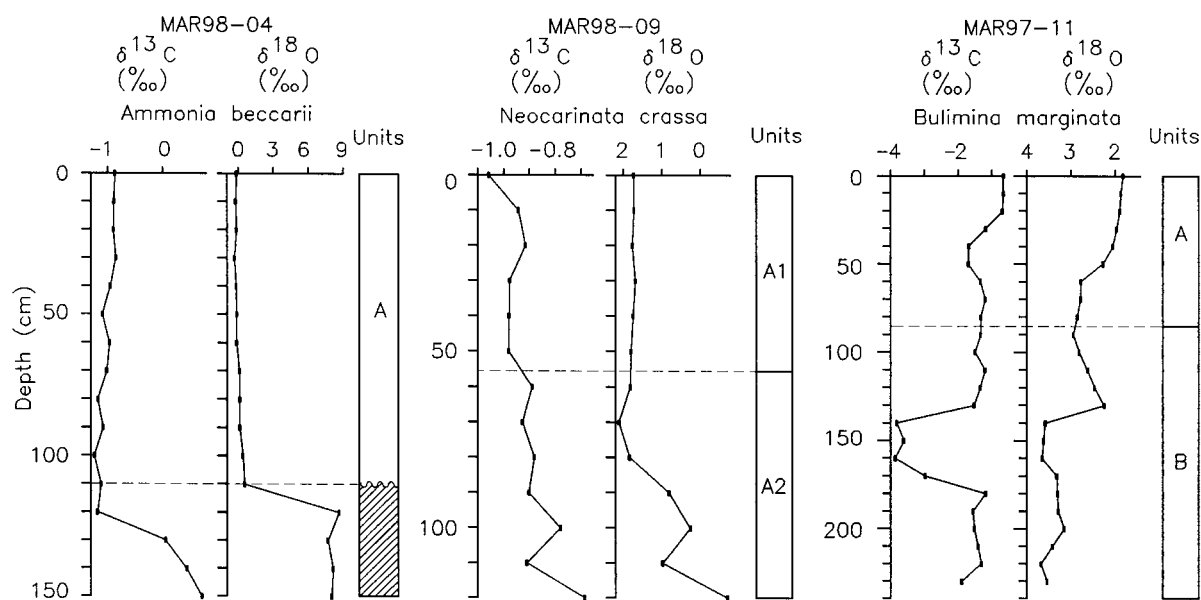 MAR98-04 MAR98-09 MAR97-11
δ13C δ18O δ13C δ18O δ13C δ18O
(‰) (‰) (‰) (‰) (‰) (‰)
Ammonia beccarii Units Neocarinata crassa Units Bulimina marginata Units
-1 0 0 3 6 9 -1.0 -0.8 2 1 0 -4 -2 4 3 2
Depth (cm)
0
50
100
150
A
0
50
100
A1
A2
0
50
100
150
200
A
B